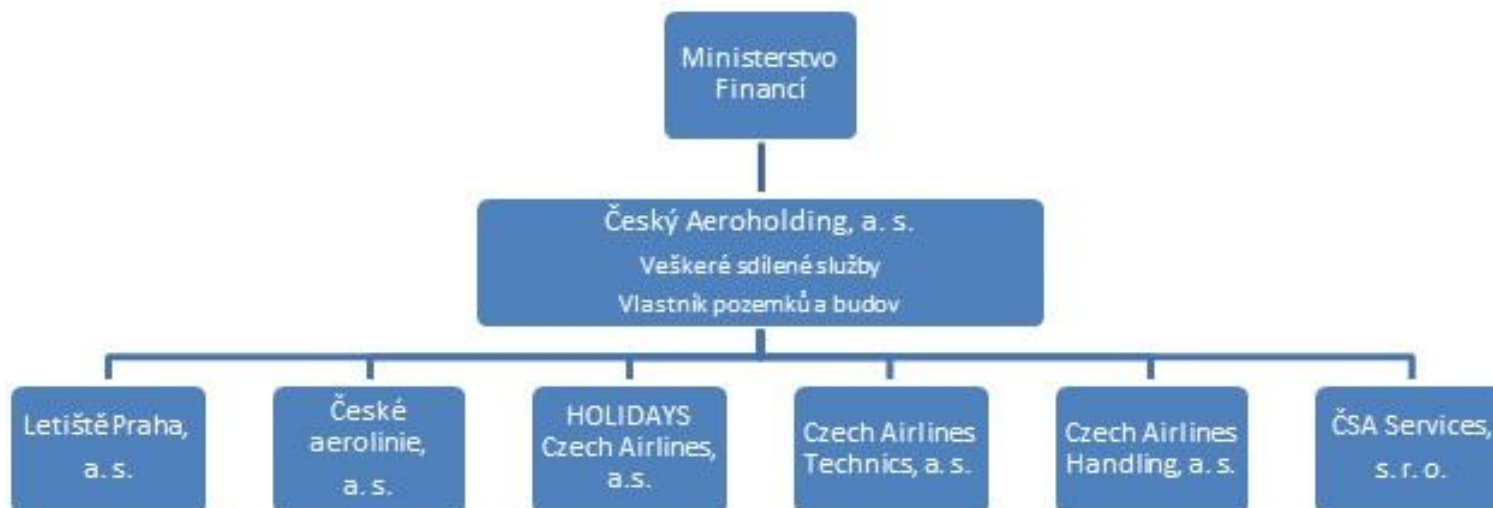 Ministerstvo
Financí
Český Aeroholding, a. s.
Veškeré sdílené služby
Vlastník pozemků a budov
Letiště Praha,
a. s.
České
aerolinie,
a. s.
HOLIDAYS
Czech Airlines,
a.s.
Czech Airlines
Technics, a. s.
Czech Airlines
Handling, a. s.
ČSA Services,
s. r. o.